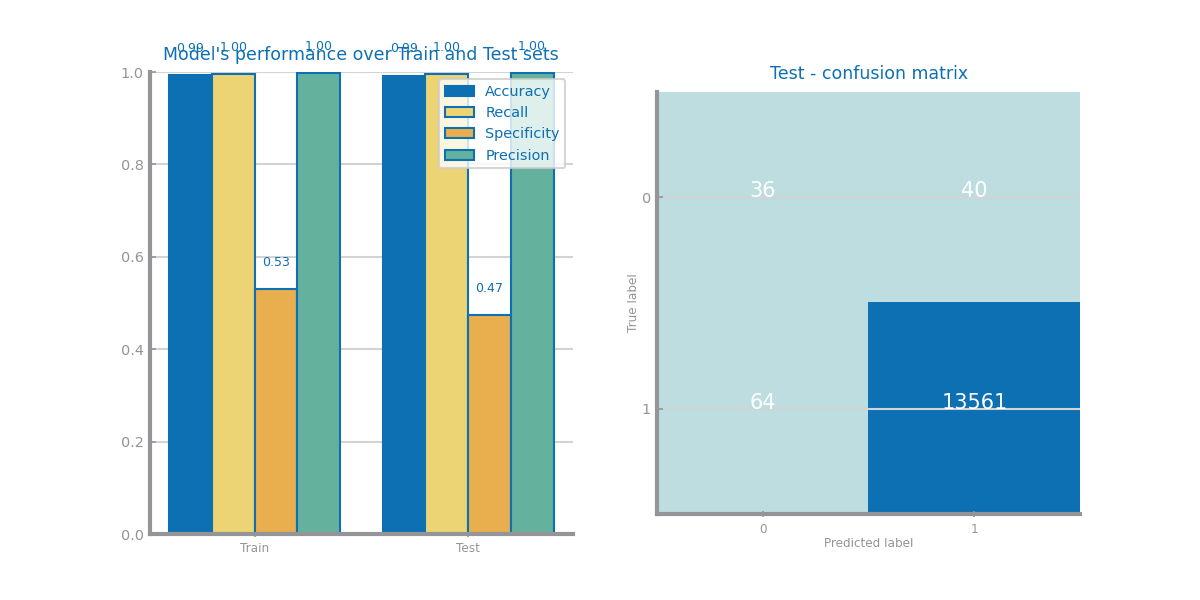 Model's performance over Train and Test sets
0.99 1.00 1.00 0.99 1.00 1.00
1.0
0.8
0.6
0.4
0.2
0.0
0.53
0.47
Accuracy
Recall
Specificity
Precision
Train Test
Test - confusion matrix
36 40
64 13561
0
1
True label
0 1
Predicted label